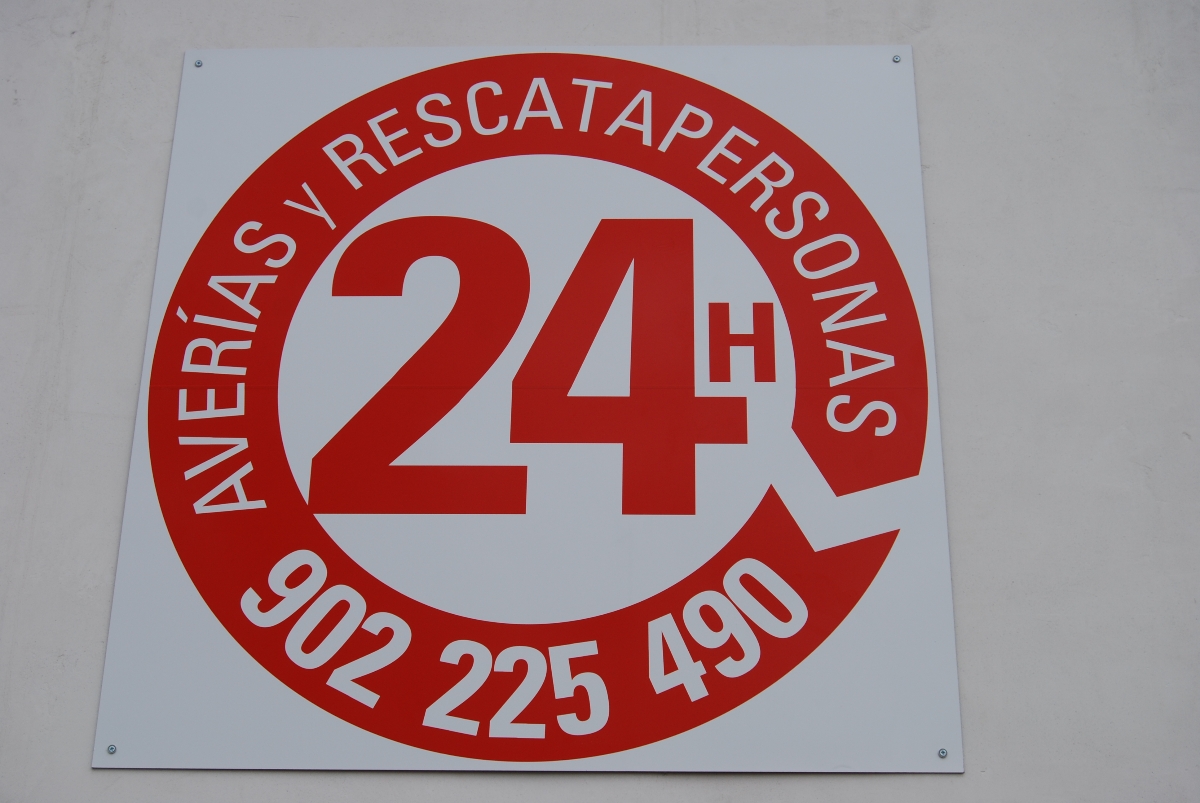 AVERÍAS y RESCATAPERSONAS
24H
902 225 490